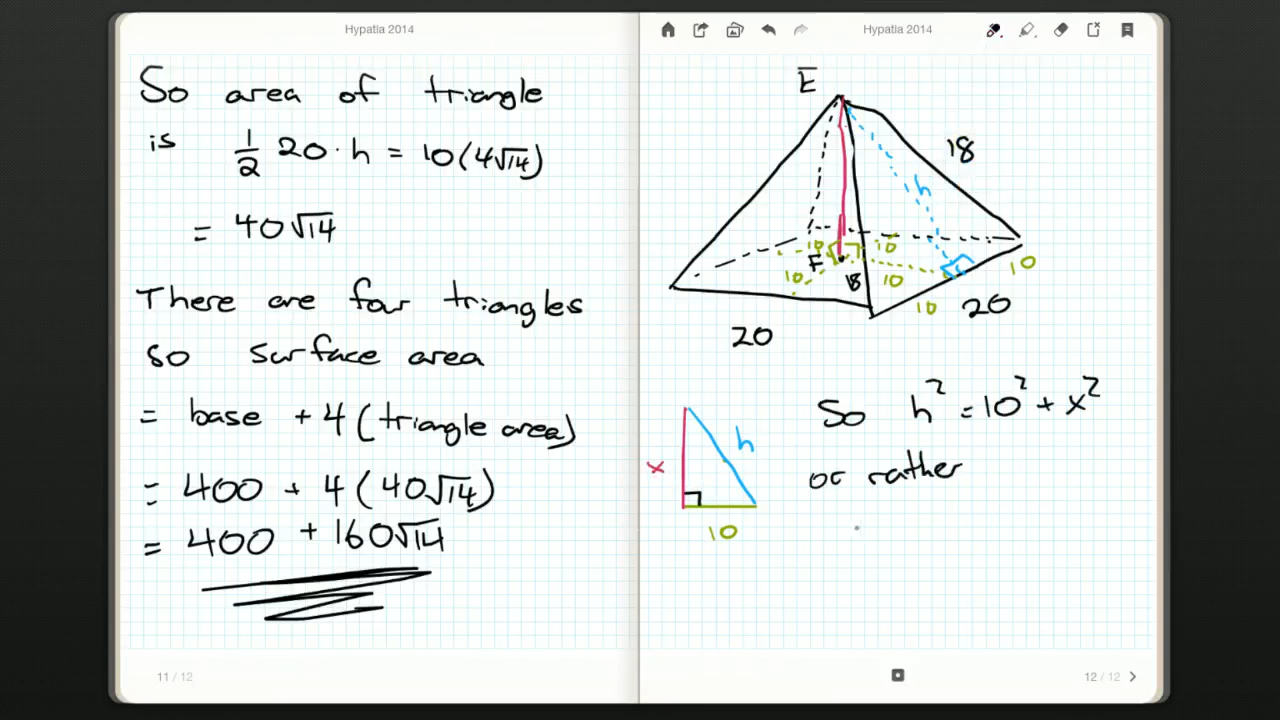 Hypatia 2014
So area of triangle
is 1/2 20 · h = 10(4√14)
= 40√14
There are four triangles
so surface area
= base + 4(triangle area)
= 400 + 4(40√14)
= 400 + 160√14
11 / 12
Hypatia 2014
E
18
h
10
10
F
10
18
10
10
10
20
20
So h² = 10² + x²
h
x
or rather
10
12 / 12